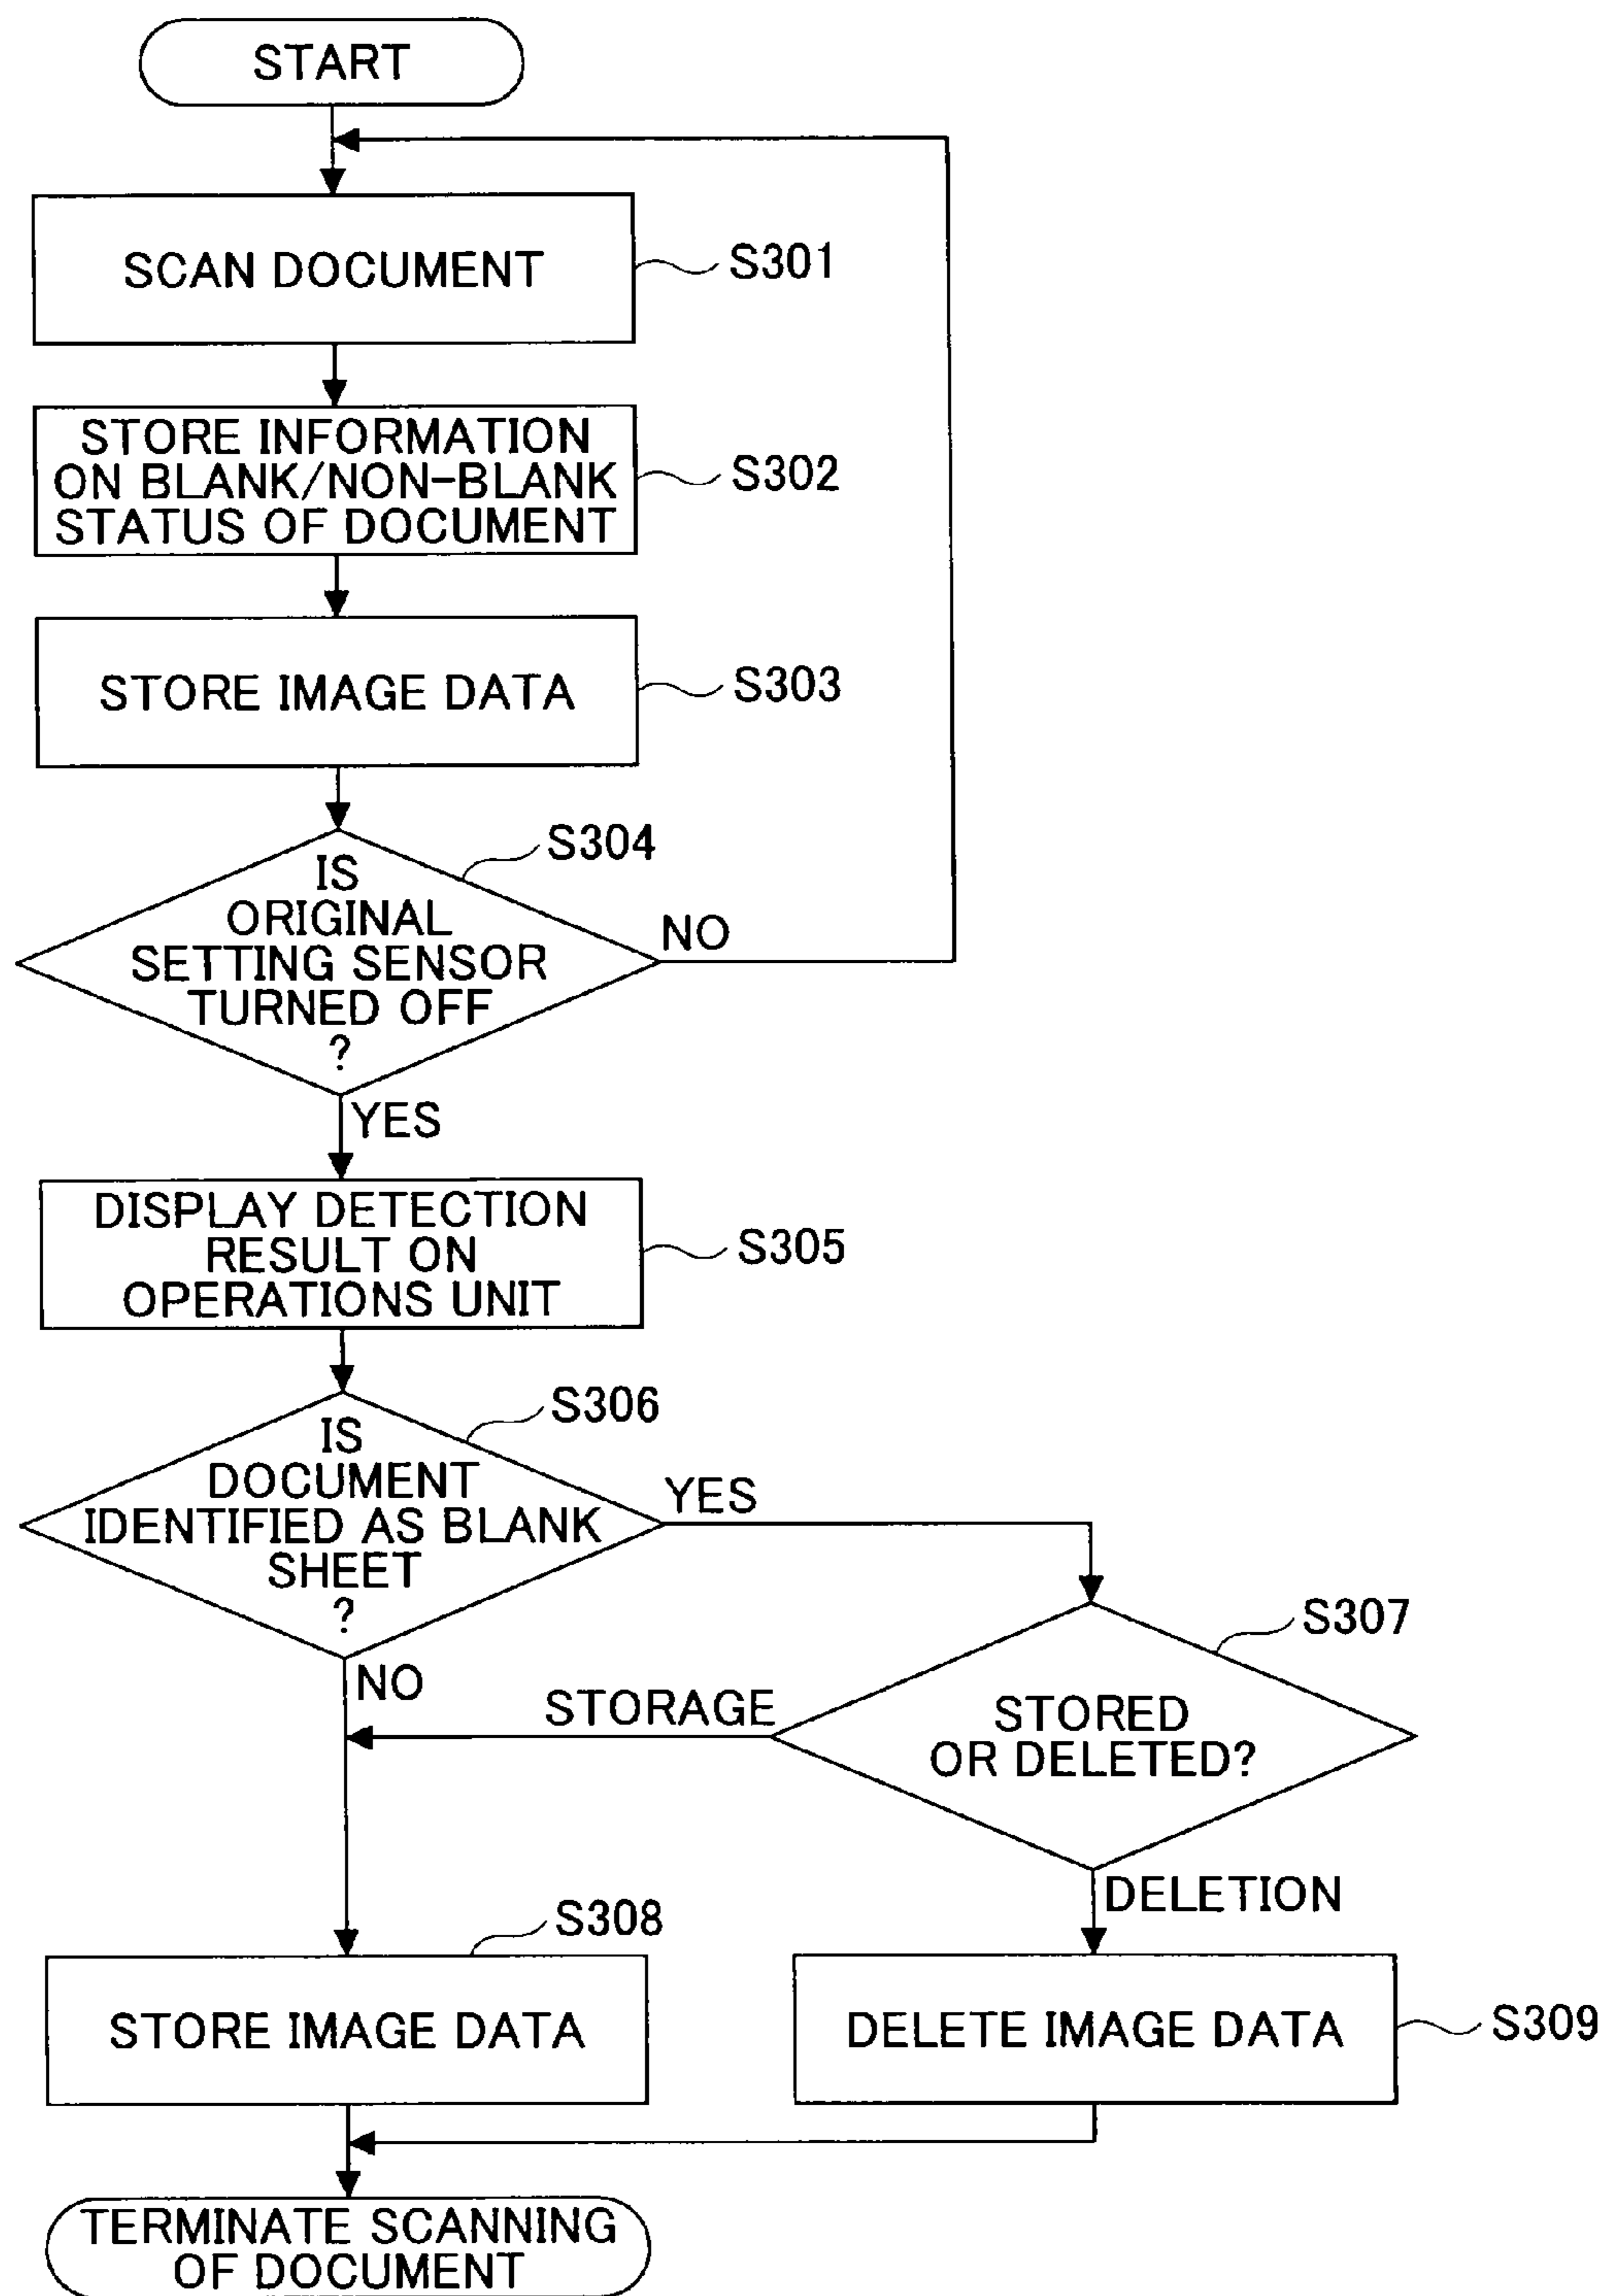 START
SCAN DOCUMENT
S301
STORE INFORMATION
ON BLANK/NON-BLANK
STATUS OF DOCUMENT
S302
STORE IMAGE DATA
S303
S304
IS
ORIGINAL
SETTING SENSOR
TURNED OFF
?
NO
YES
DISPLAY DETECTION
RESULT ON
OPERATIONS UNIT
S305
S306
IS
DOCUMENT
IDENTIFIED AS BLANK
SHEET
?
YES
NO
S307
STORED
OR DELETED?
STORAGE
DELETION
S308
STORE IMAGE DATA
DELETE IMAGE DATA
S309
TERMINATE SCANNING
OF DOCUMENT